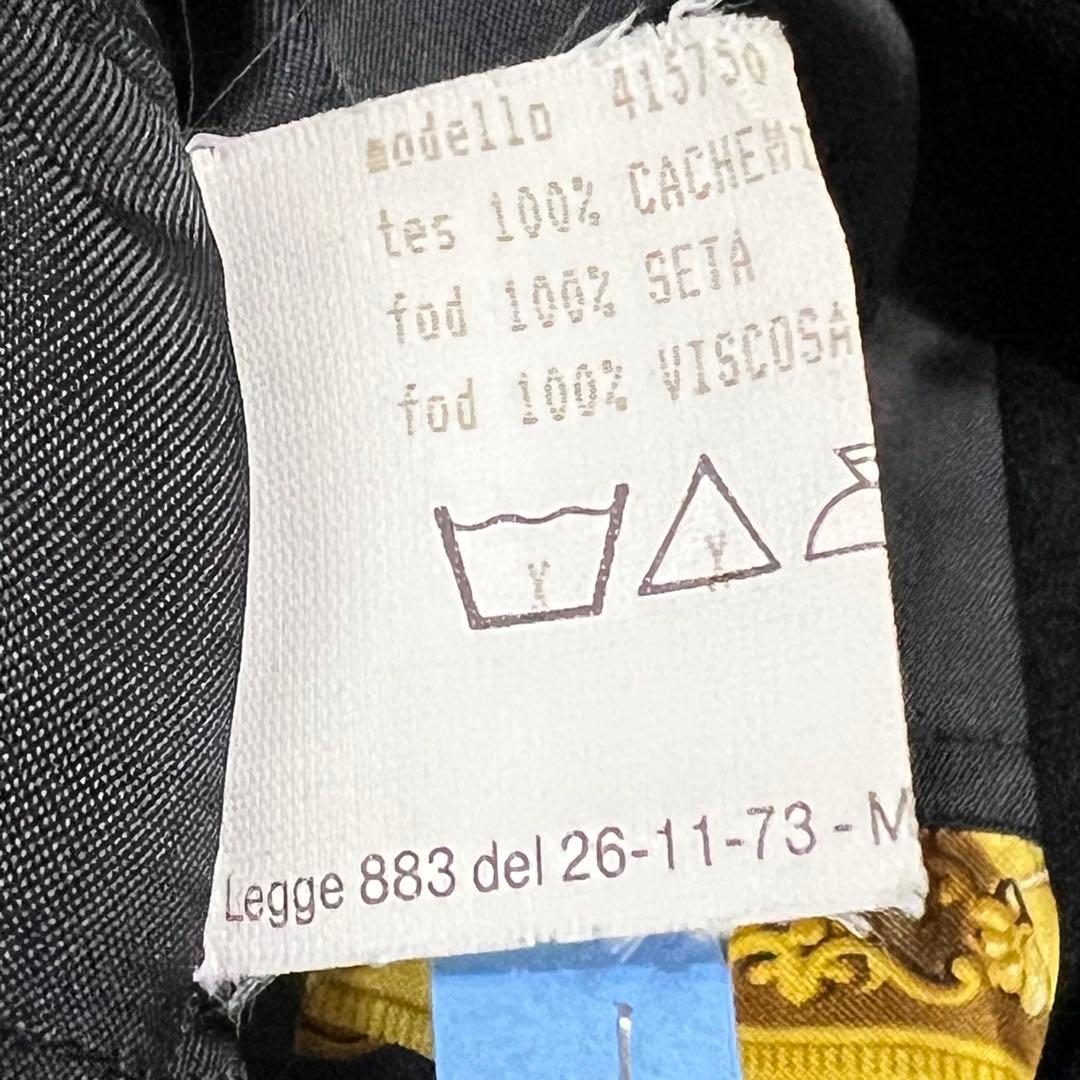 modello 415750
tes 100% CACHEMI
fod 100% SETA
fod 100% VISCOSA
Legge 883 del 26-11-73 - M